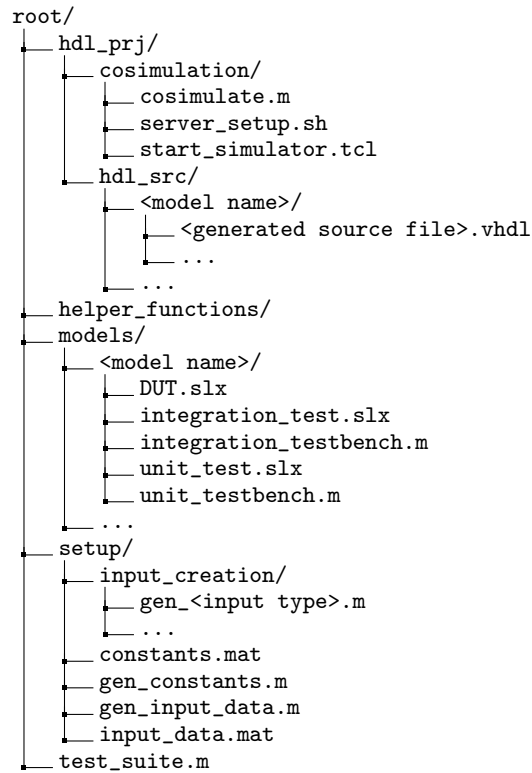 root/
hdl_prj/
cosimulation/
cosimulate.m
server_setup.sh
start_simulator.tcl
hdl_src/
<model name>/
<generated source file>.vhdl
...
...
helper_functions/
models/
<model name>/
DUT.slx
integration_test.slx
integration_testbench.m
unit_test.slx
unit_testbench.m
...
setup/
input_creation/
gen_<input type>.m
...
constants.mat
gen_constants.m
gen_input_data.m
input_data.mat
test_suite.m